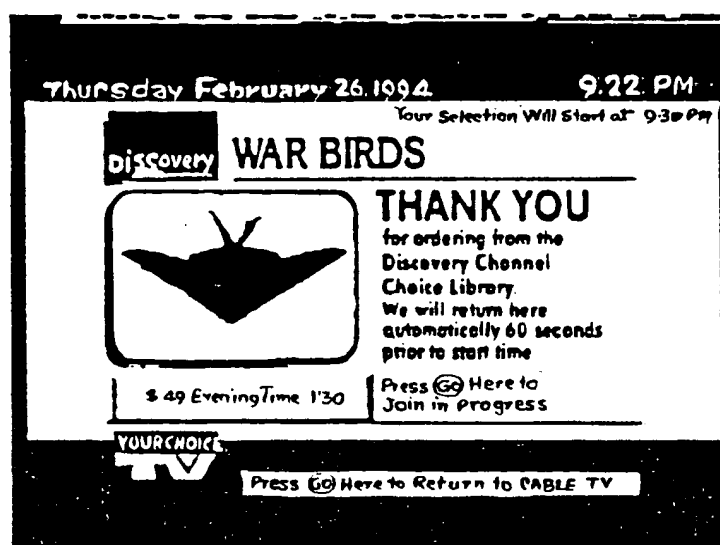 Thursday February 26, 1994 9:22 PM
Your Selection Will Start at 9:30 PM
Discovery WAR BIRDS
THANK YOU
for ordering from the
Discovery Channel
Choice Library.
We will return here
automatically 60 seconds
prior to start time
$ 49 Evening Time 1'30
Press Go Here to
Join in Progress
YOUR CHOICE
TV
Press Go Here to Return to CABLE TV